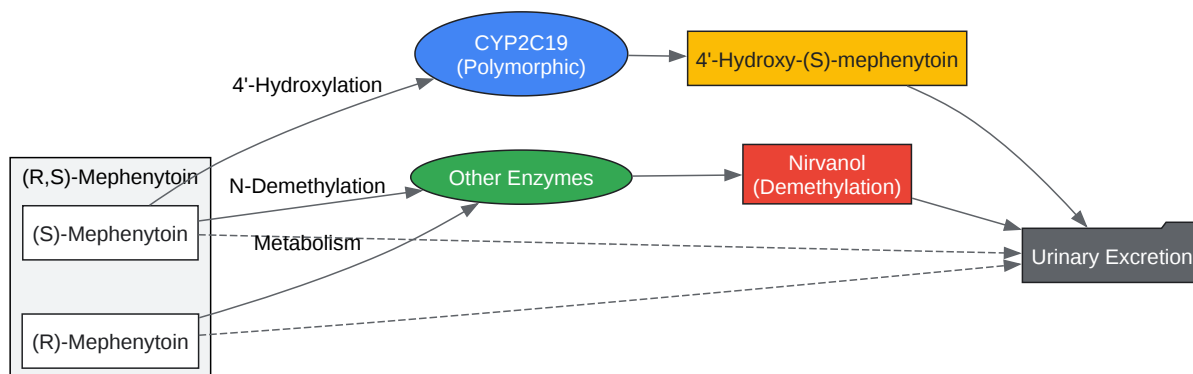 CYP2C19
(Polymorphic)
4'-Hydroxy-(S)-mephenytoin
4'-Hydroxylation
(R,S)-Mephenytoin
N-Demethylation
Other Enzymes
Nirvanol
(Demethylation)
(S)-Mephenytoin
Metabolism
Urinary Excretion
(R)-Mephenytoin